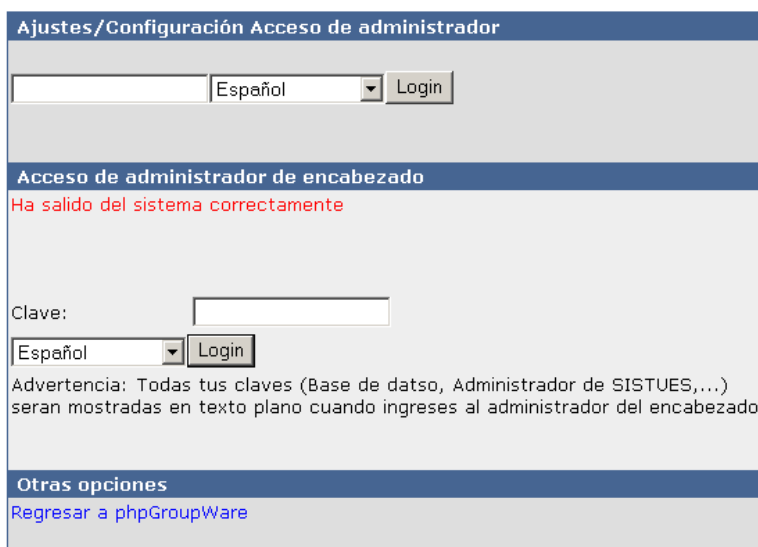 Ajustes/Configuración Acceso de administrador
Español Login
Acceso de administrador de encabezado
Ha salido del sistema correctamente
Clave:
Español Login
Advertencia: Todas tus claves (Base de datso, Administrador de SISTUES,...)
seran mostradas en texto plano cuando ingreses al administrador del encabezado
Otras opciones
Regresar a phpGroupWare